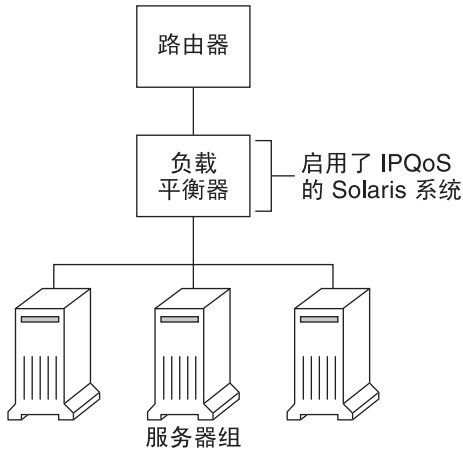 路由器
负载
平衡器
启用了 IPQoS
的 Solaris 系统
服务器组